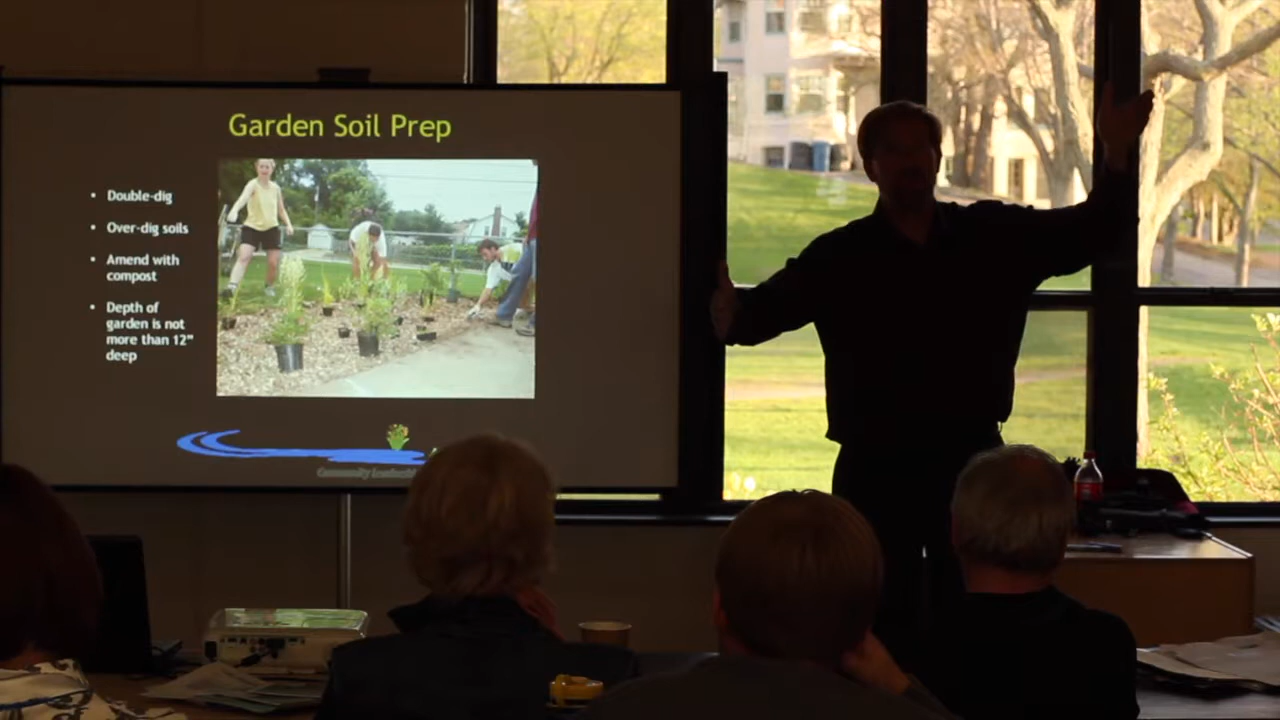 Garden Soil Prep
• Double-dig
• Over-dig soils
• Amend with
compost
• Depth of
garden is not
more than 12"
deep
Community